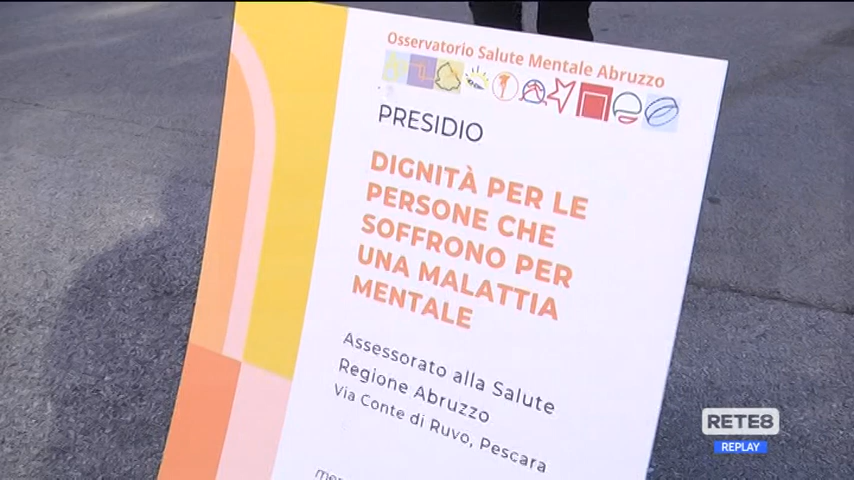 Osservatorio Salute Mentale Abruzzo
PRESIDIO
DIGNITÀ PER LE
PERSONE CHE
SOFFRONO PER
UNA MALATTIA
MENTALE
Assessorato alla Salute
Regione Abruzzo
Via Conte di Ruvo, Pescara
RETE8
REPLAY